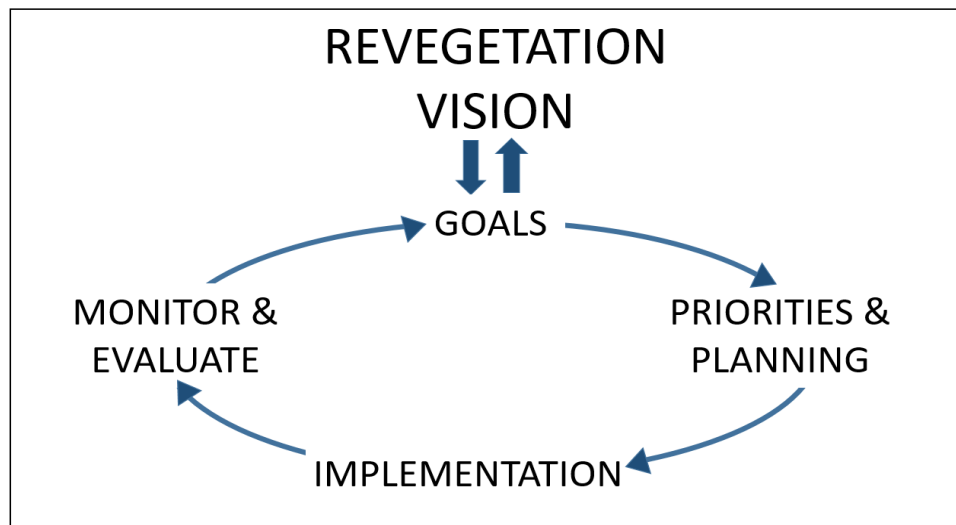 REVEGETATION
VISION
GOALS
PRIORITIES &
PLANNING
IMPLEMENTATION
MONITOR &
EVALUATE